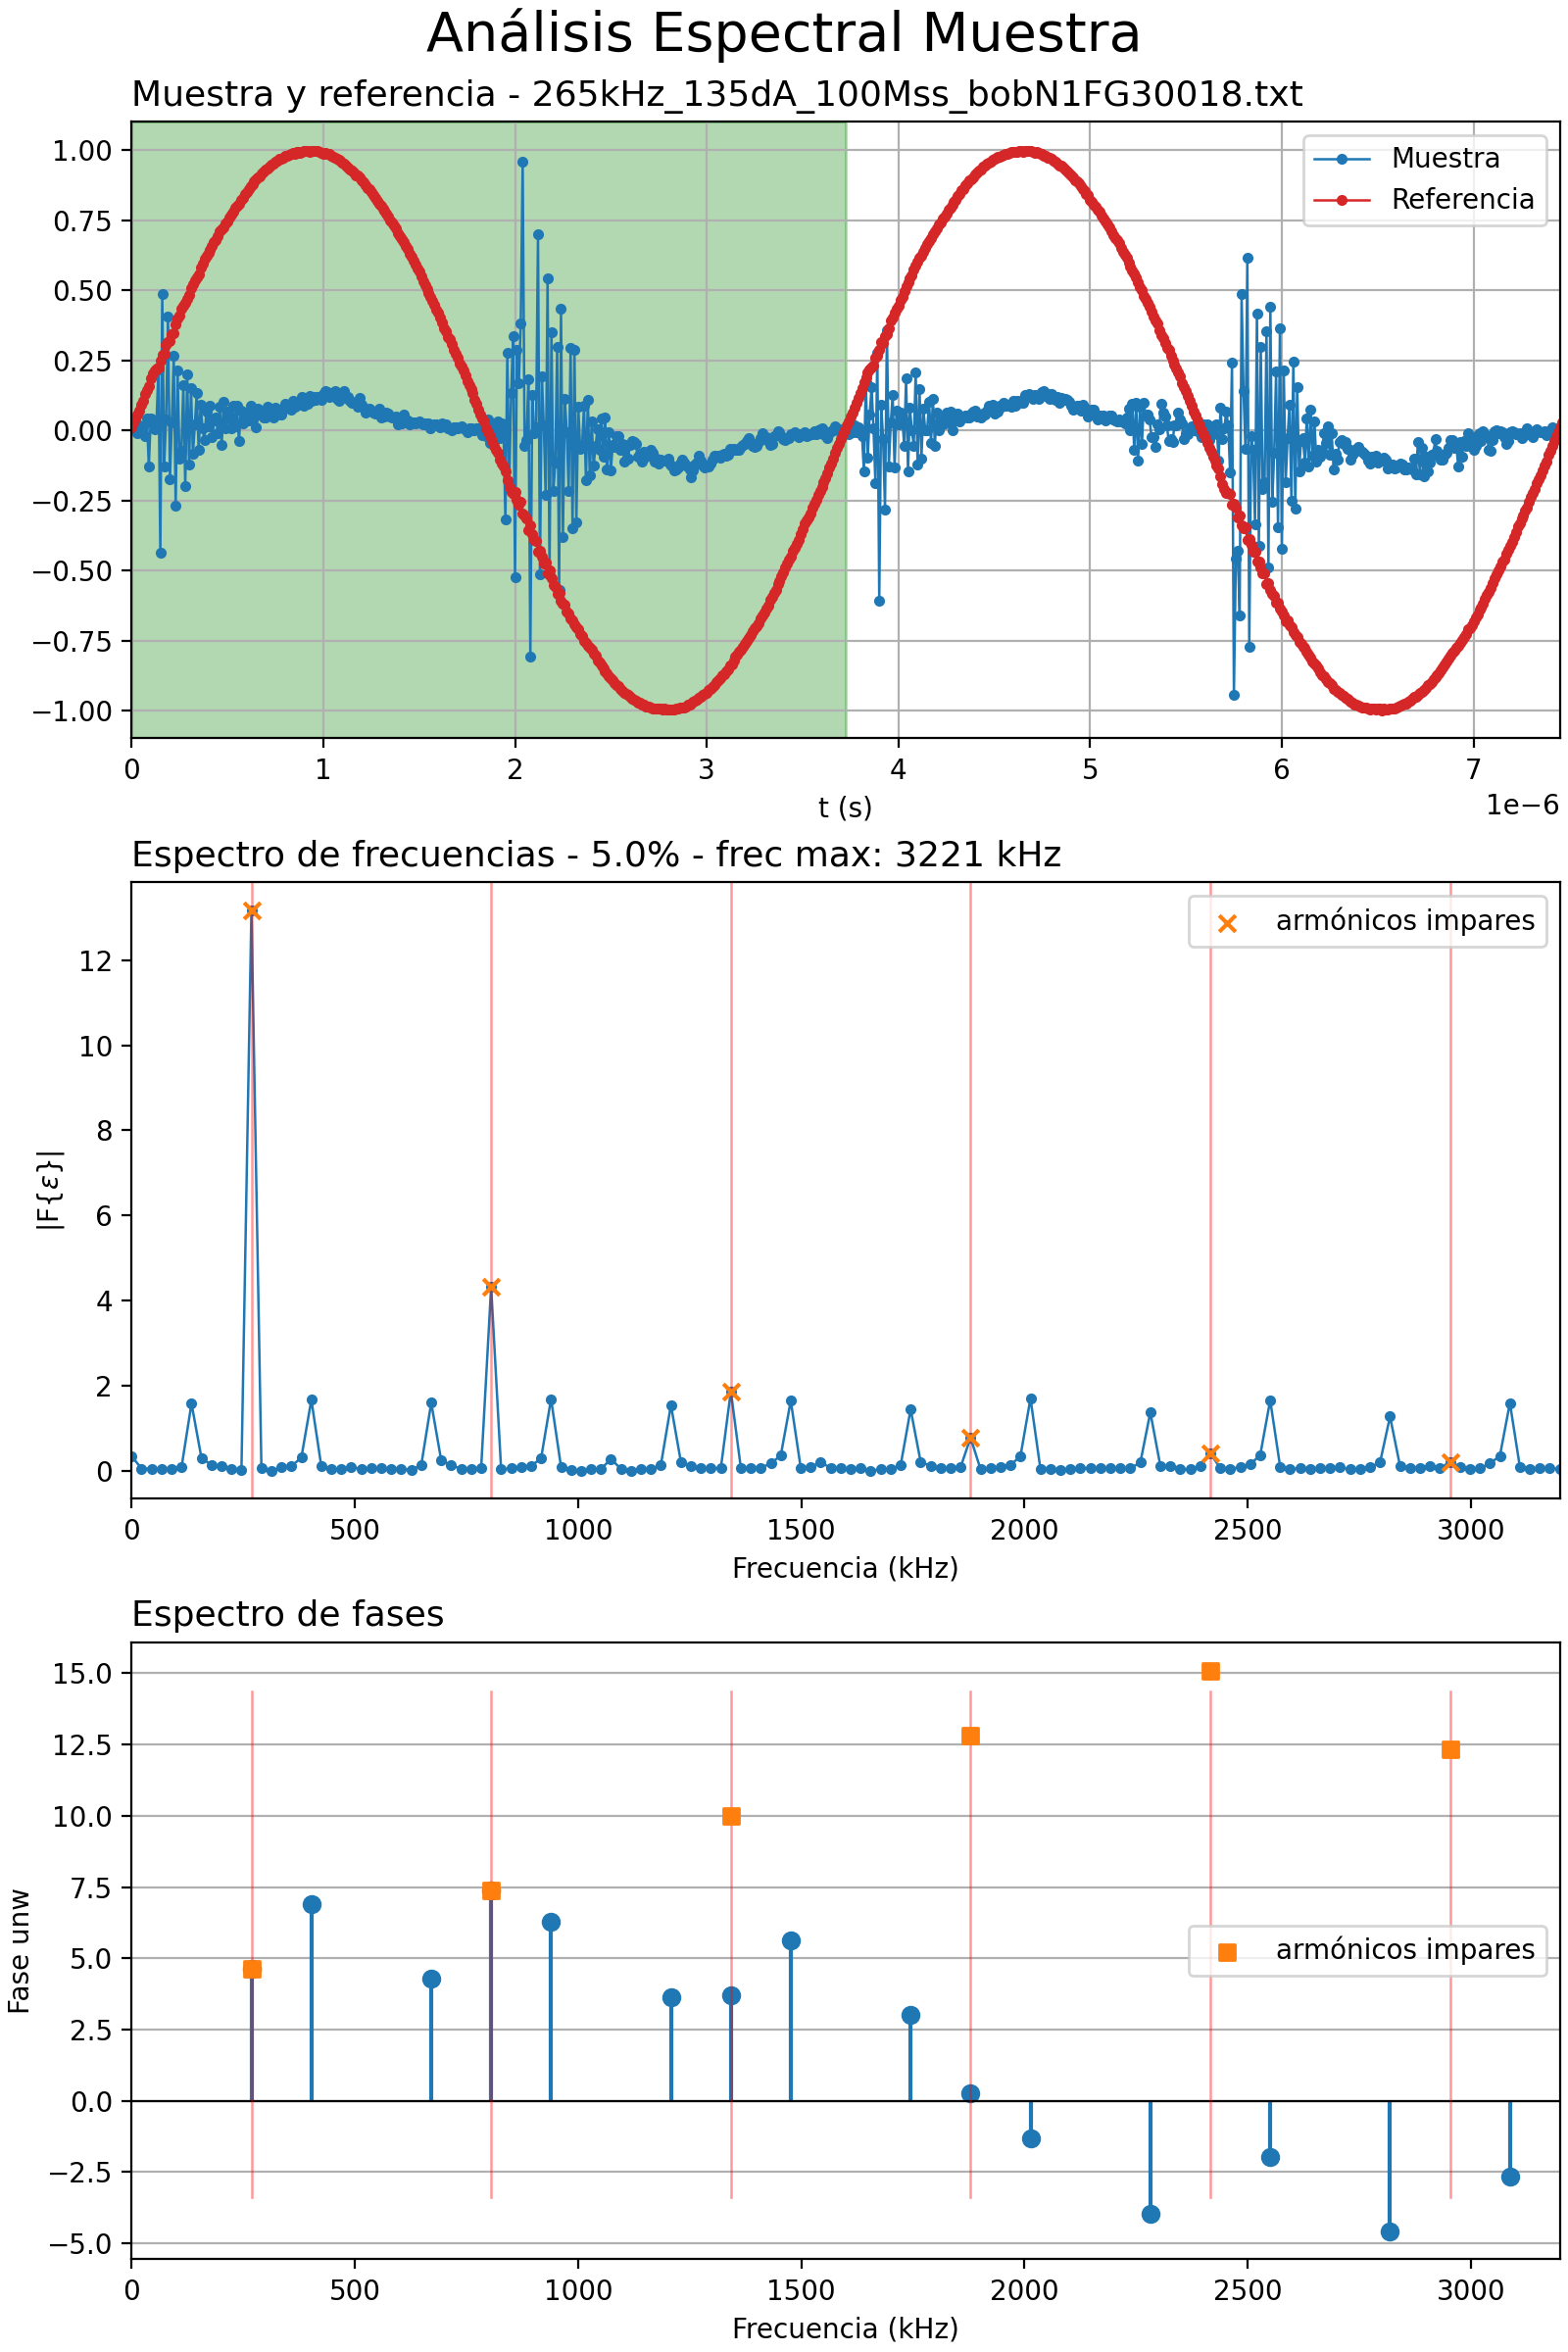 Análisis Espectral Muestra
Muestra y referencia - 265kHz_135dA_100Mss_bobN1FG30018.txt
1.00
0.75
0.50
0.25
0.00
−0.25
−0.50
−0.75
−1.00
Muestra
Referencia
0 1 2 3 4 5 6 7
t (s)
1e−6
Espectro de frecuencias - 5.0% - frec max: 3221 kHz
armónicos impares
12
10
8
6
4
2
0
|F{ε}|
0 500 1000 1500 2000 2500 3000
Frecuencia (kHz)
Espectro de fases
15.0
12.5
10.0
7.5
5.0
2.5
0.0
−2.5
−5.0
Fase unw
armónicos impares
0 500 1000 1500 2000 2500 3000
Frecuencia (kHz)